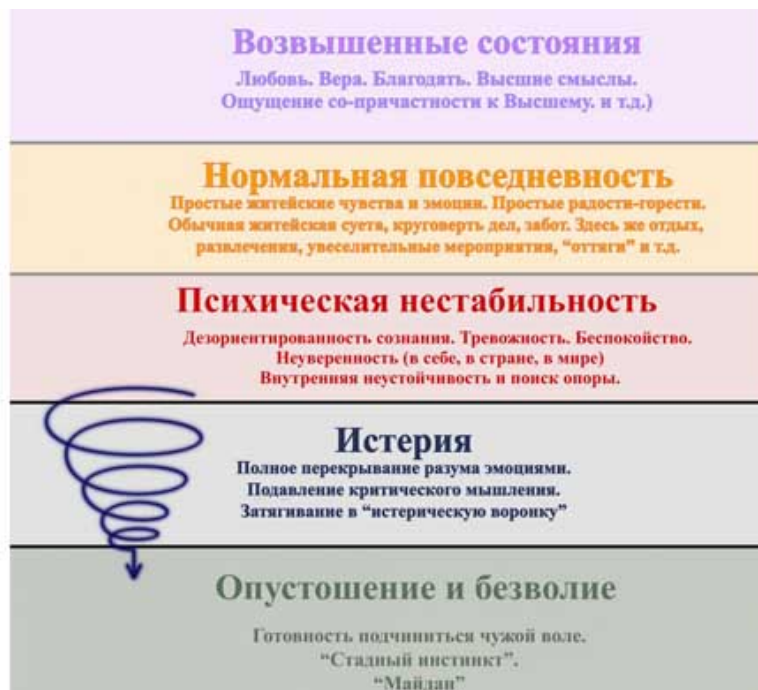 Возвышенные состояния
Любовь. Вера. Благодать. Высшие смыслы.
Ощущение со-причастности к Высшему. и т.д.)
Нормальная повседневность
Простые житейские чувства и эмоции. Простые радости-горести.
Обычная житейская суета, круговерть дел, забот. Здесь же отдых,
развлечения, увеселительные мероприятия, “оттяги” и т.д.
Психическая нестабильность
Дезориентированность сознания. Тревожность. Беспокойство.
Неуверенность (в себе, в стране, в мире)
Внутренняя неустойчивость и поиск опоры.
Истерия
Полное перекрывание разума эмоциями.
Подавление критического мышления.
Затягивание в “истерическую воронку”
Опустошение и безволие
Готовность подчиниться чужой воле.
“Стадный инстинкт”.
“Майдан”